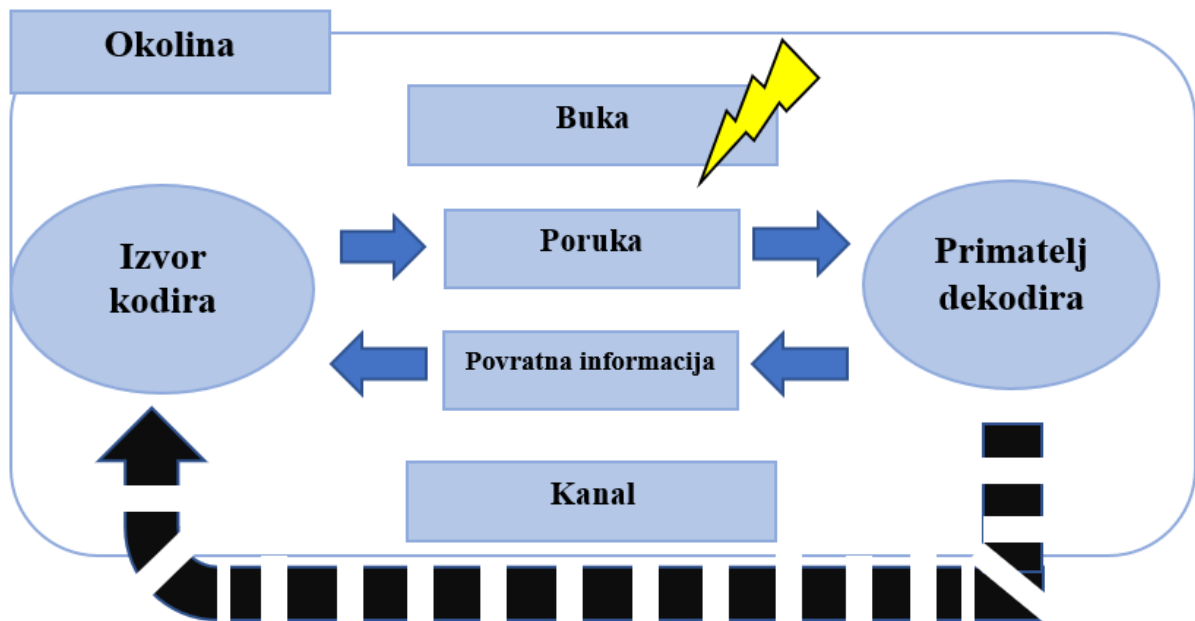 Okolina
Buka
Izvor
kodira
Poruka
Primatelj
dekodira
Povratna informacija
Kanal